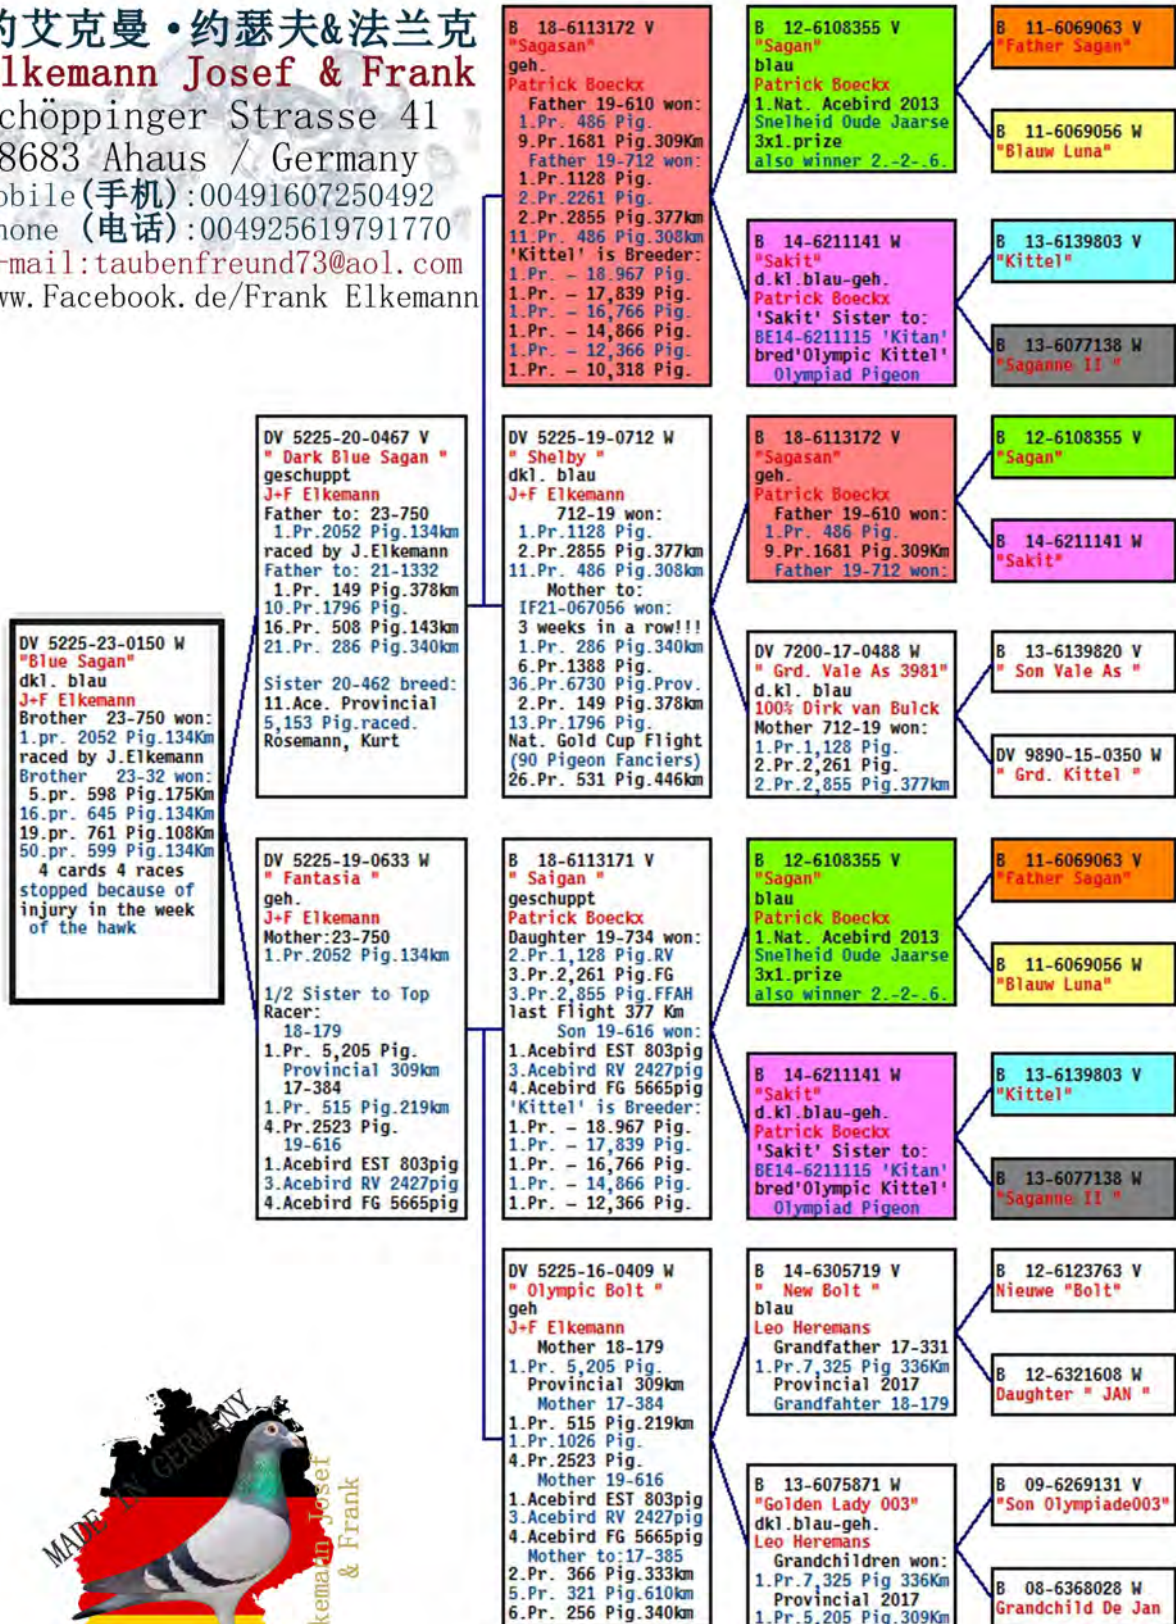 的艾克曼·约瑟夫&法兰克
lkemann Josef & Frank
chöppinger Strasse 41
8683 Ahaus / Germany
obile(手机):00491607250492
hone (电话):004925619791770
-mail:taubenfreund73@aol.com
ww.Facebook.de/Frank Elkemann
DV 5225-23-0150 W
"Blue Sagan"
dkl. blau
J+F Elkemann
Brother 23-750 won:
1.pr. 2052 Pig.134Km
raced by J.Elkemann
Brother 23-32 won:
5.pr. 598 Pig.175Km
16.pr. 645 Pig.134Km
19.pr. 761 Pig.108Km
50.pr. 599 Pig.134Km
4 cards 4 races
stopped because of
injury in the week
of the hawk
DV 5225-20-0467 V
" Dark Blue Sagan "
geschuppt
J+F Elkemann
Father to: 23-750
1.Pr.2052 Pig.134km
raced by J.Elkemann
Father to: 21-1332
1.Pr. 149 Pig.378km
10.Pr.1796 Pig.
16.Pr. 508 Pig.143km
21.Pr. 286 Pig.340km
Sister 20-462 breed:
11.Ace. Provincial
5,153 Pig.raced.
Rosemann, Kurt
DV 5225-19-0633 W
" Fantasia "
geh.
J+F Elkemann
Mother:23-750
1.Pr.2052 Pig.134km
1/2 Sister to Top
Racer:
18-179
1.Pr. 5,205 Pig.
Provincial 309km
17-384
1.Pr. 515 Pig.219km
4.Pr.2523 Pig.
19-616
1.Acebird EST 803pig
3.Acebird RV 2427pig
4.Acebird FG 5665pig
B 18-6113172 V
"Sagasan"
geh.
Patrick Boeckx
Father 19-610 won:
1.Pr. 486 Pig.
9.Pr.1681 Pig.309Km
Father 19-712 won:
1.Pr.1128 Pig.
2.Pr.2261 Pig.
2.Pr.2855 Pig.377km
11.Pr. 486 Pig.308km
'Kittel' is Breeder:
1.Pr. – 18.967 Pig.
1.Pr. – 17,839 Pig.
1.Pr. – 16,766 Pig.
1.Pr. – 14,866 Pig.
1.Pr. – 12,366 Pig.
1.Pr. – 10,318 Pig.
DV 5225-19-0712 W
" Shelby "
dkl. blau
J+F Elkemann
712-19 won:
1.Pr.1128 Pig.
2.Pr.2855 Pig.377km
11.Pr. 486 Pig.308km
Mother to:
IF21-067056 won:
3 weeks in a row!!!
1.Pr. 286 Pig.340km
6.Pr.1388 Pig.
36.Pr.6730 Pig.Prov.
2.Pr. 149 Pig.378km
13.Pr.1796 Pig.
Nat. Gold Cup Flight
(90 Pigeon Fanciers)
26.Pr. 531 Pig.446km
B 18-6113171 V
" Saigan "
geschuppt
Patrick Boeckx
Daughter 19-734 won:
2.Pr.1,128 Pig.RV
3.Pr.2,261 Pig.FG
3.Pr.2,855 Pig.FFAH
last Flight 377 Km
Son 19-616 won:
1.Acebird EST 803pig
3.Acebird RV 2427pig
4.Acebird FG 5665pig
'Kittel' is Breeder:
1.Pr. – 18.967 Pig.
1.Pr. – 17,839 Pig.
1.Pr. – 16,766 Pig.
1.Pr. – 14,866 Pig.
1.Pr. – 12,366 Pig.
DV 5225-16-0409 W
" Olympic Bolt "
geh
J+F Elkemann
Mother 18-179
1.Pr. 5,205 Pig.
Provincial 309km
Mother 17-384
1.Pr. 515 Pig.219km
1.Pr.1026 Pig.
4.Pr.2523 Pig.
Mother 19-616
1.Acebird EST 803pig
3.Acebird RV 2427pig
4.Acebird FG 5665pig
Mother to:17-385
2.Pr. 366 Pig.333km
5.Pr. 321 Pig.610km
6.Pr. 256 Pig.340km
B 12-6108355 V
"Sagan"
blau
Patrick Boeckx
1.Nat. Acebird 2013
Snelheid Oude Jaarse
3x1.prize
also winner 2.-2-.6.
B 14-6211141 W
"Sakit"
d.kl.blau-geh.
Patrick Boeckx
'Sakit' Sister to:
BE14-6211115 'Kitan'
bred'Olympic Kittel'
Olympiad Pigeon
B 18-6113172 V
"Sagasan"
geh.
Patrick Boeckx
Father 19-610 won:
1.Pr. 486 Pig.
9.Pr.1681 Pig.309Km
Father 19-712 won:
DV 7200-17-0488 W
" Grd. Vale As 3981"
d.kl. blau
100% Dirk van Bulck
Mother 712-19 won:
1.Pr.1,128 Pig.
2.Pr.2,261 Pig.
2.Pr.2,855 Pig.377km
B 12-6108355 V
"Sagan"
blau
Patrick Boeckx
1.Nat. Acebird 2013
Snelheid Oude Jaarse
3x1.prize
also winner 2.-2-.6.
B 14-6211141 W
"Sakit"
d.kl.blau-geh.
Patrick Boeckx
'Sakit' Sister to:
BE14-6211115 'Kitan'
bred'Olympic Kittel'
Olympiad Pigeon
B 14-6305719 V
" New Bolt "
blau
Leo Heremans
Grandfather 17-331
1.Pr.7,325 Pig 336Km
Provincial 2017
Grandfahter 18-179
B 13-6075871 W
"Golden Lady 003"
dkl.blau-geh.
Leo Heremans
Grandchildren won:
1.Pr.7,325 Pig 336Km
Provincial 2017
1.Pr.5,205 Pig.309Km
B 11-6069063 V
"Father Sagan"
B 11-6069056 W
"Blauw Luna"
B 13-6139803 V
"Kittel"
B 13-6077138 W
"Saganne II "
B 12-6108355 V
"Sagan"
B 14-6211141 W
"Sakit"
B 13-6139820 V
" Son Vale As "
DV 9890-15-0350 W
" Grd. Kittel "
B 11-6069063 V
"Father Sagan"
B 11-6069056 W
"Blauw Luna"
B 13-6139803 V
"Kittel"
B 13-6077138 W
"Saganne II "
B 12-6123763 V
Nieuwe "Bolt"
B 12-6321608 W
Daughter " JAN "
B 09-6269131 V
"Son Olympiade003"
B 08-6368028 W
Grandchild De Jan
MADE IN GERMANY
kemann Josef
& Frank